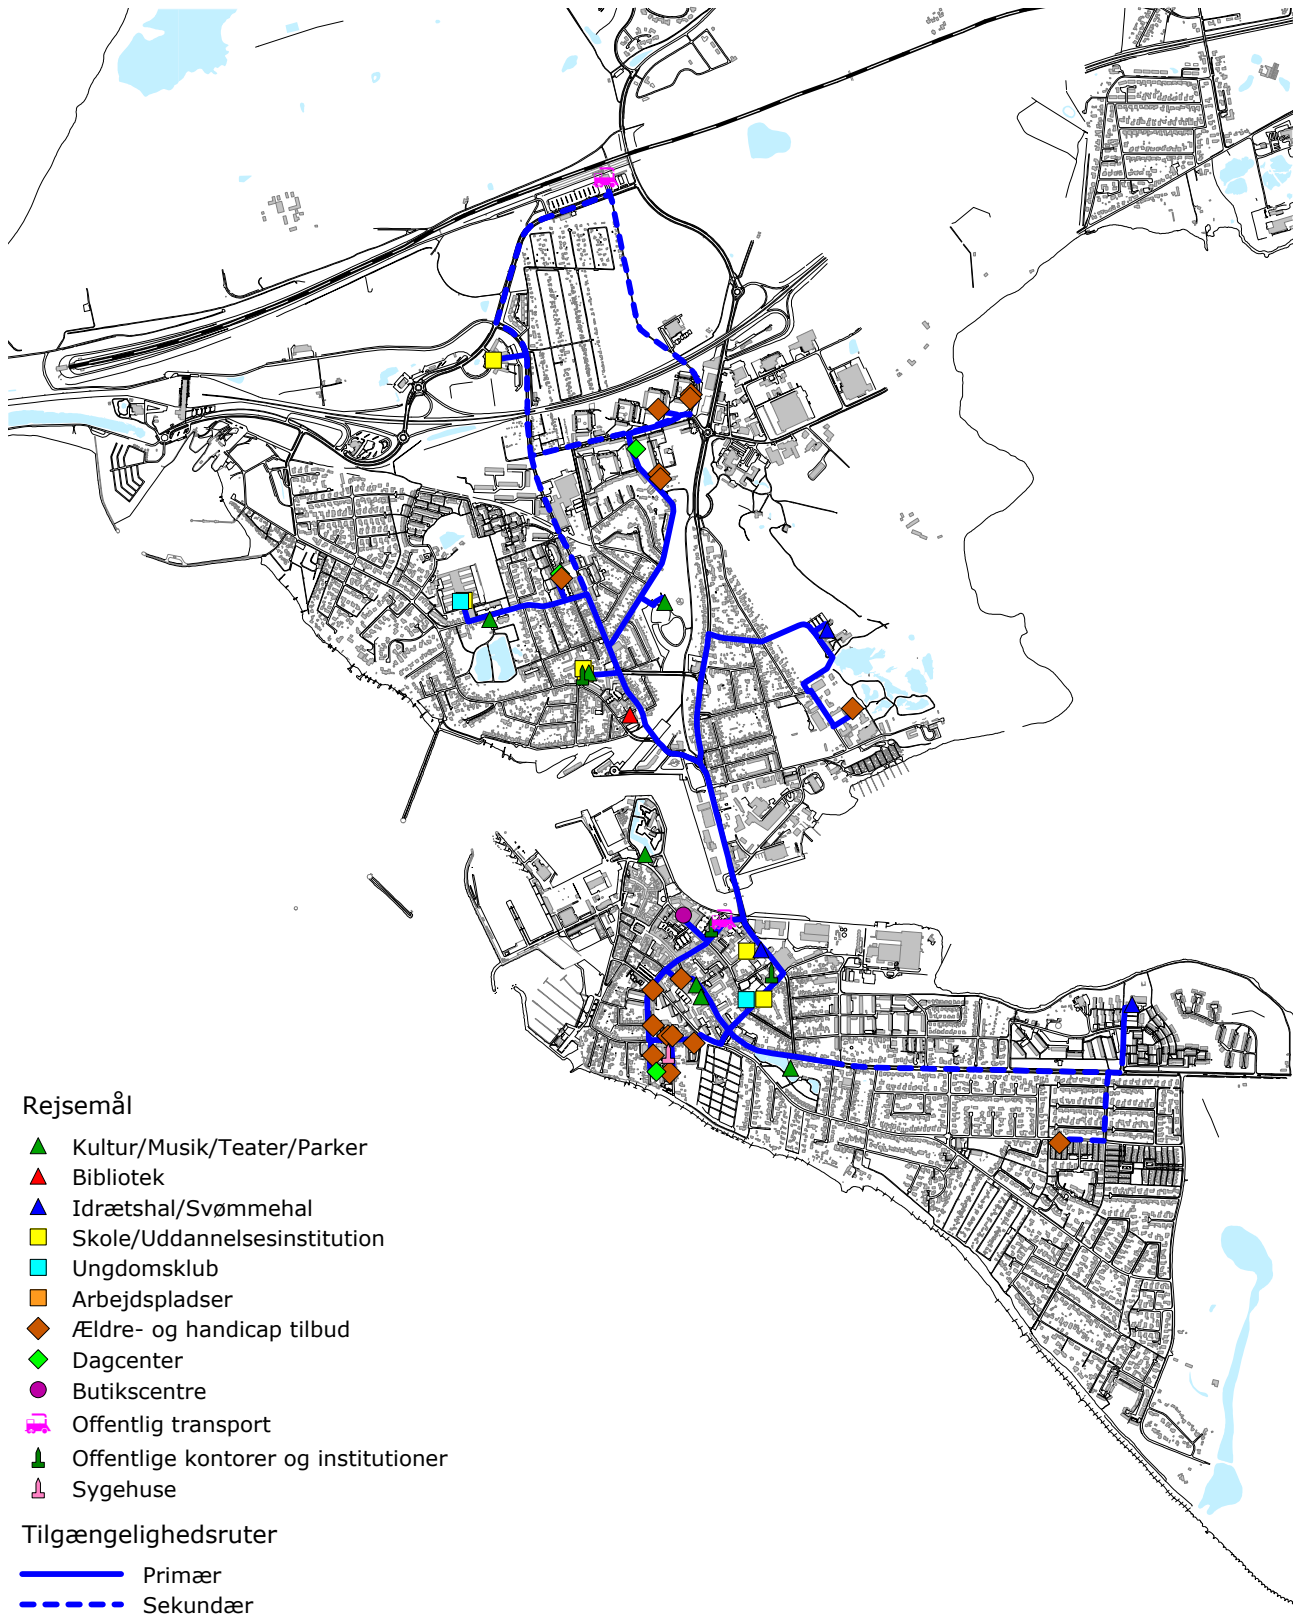 Rejsemål
Kultur/Musik/Teater/Parker
Bibliotek
Idrætshal/Svømmehal
Skole/Uddannelsesinstitution
Ungdomsklub
Arbejdspladser
Ældre- og handicap tilbud
Dagcenter
Butikscentre
Offentlig transport
Offentlige kontorer og institutioner
Sygehuse
Tilgængelighedsruter
Primær
Sekundær